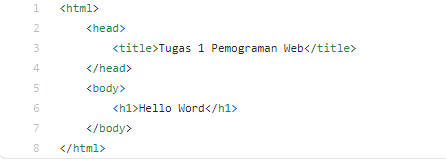 1 <html>
2 <head>
3 <title>Tugas 1 Pemograman Web</title>
4 </head>
5 <body>
6 <h1>Hello Word</h1>
7 </body>
8 </html>